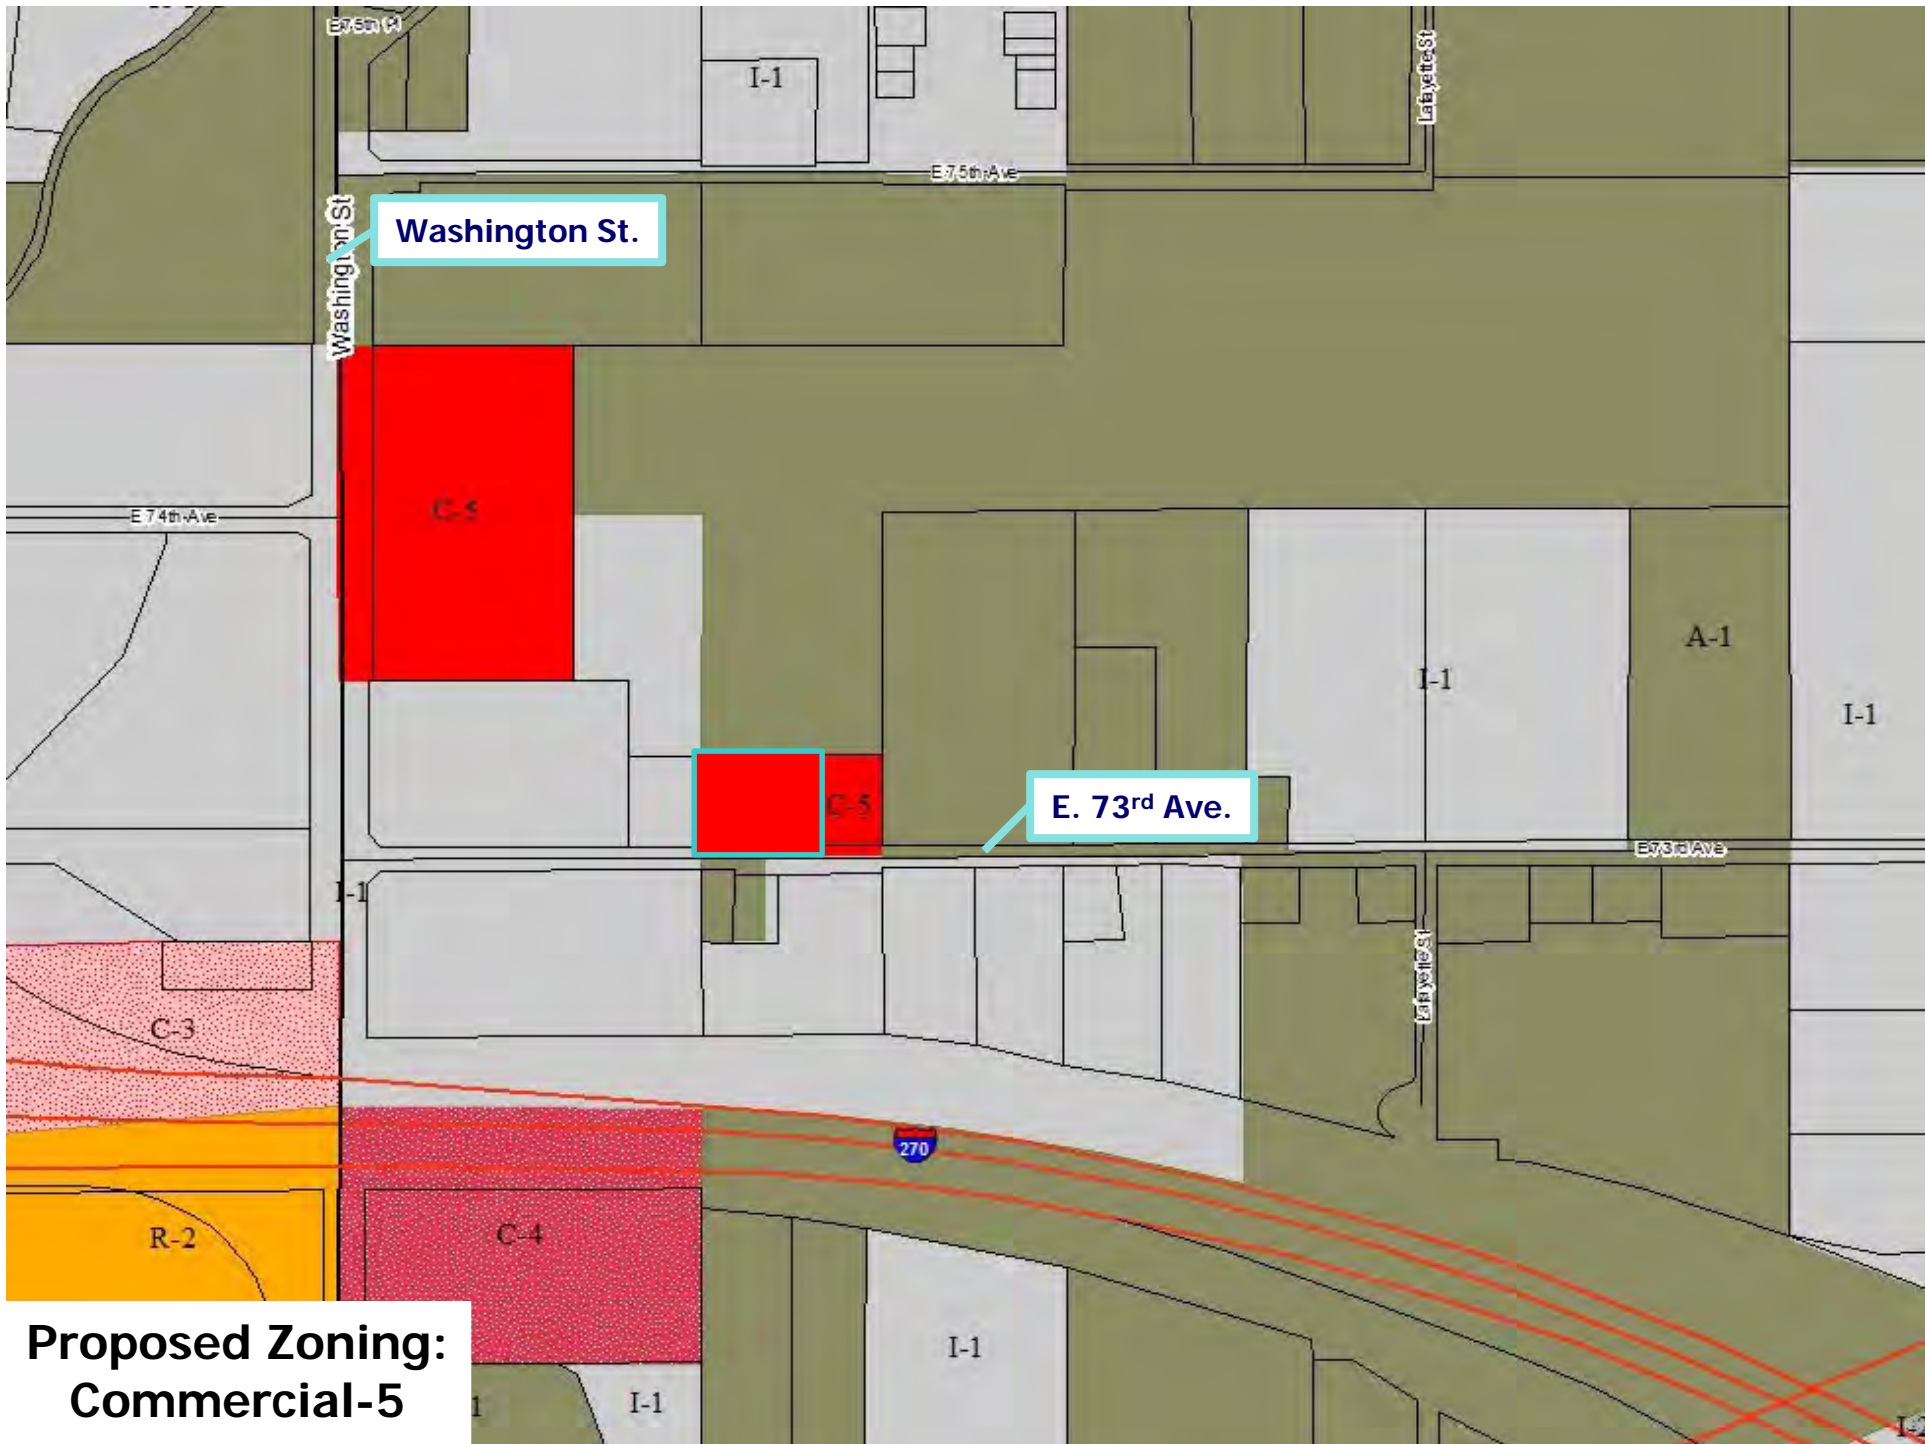 E 75th Pl
I-1
Lafayette St
E 75th Ave
Washington St
Washington St.
C-5
E 74th Ave
A-1
I-1
I-1
C-5
E. 73rd Ave.
E 73rd Ave
I-1
Lafayette St
C-3
270
R-2
C-4
Proposed Zoning:
Commercial-5
I-1
I-1